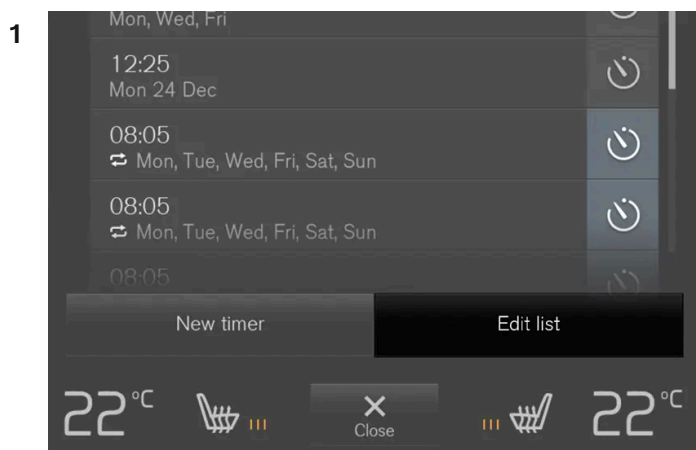 1
Mon, Wed, Fri
12:25
Mon 24 Dec
08:05
Mon, Tue, Wed, Fri, Sat, Sun
08:05
Mon, Tue, Wed, Fri, Sat, Sun
08:05
New timer
Edit list
22°C
Close
22°C